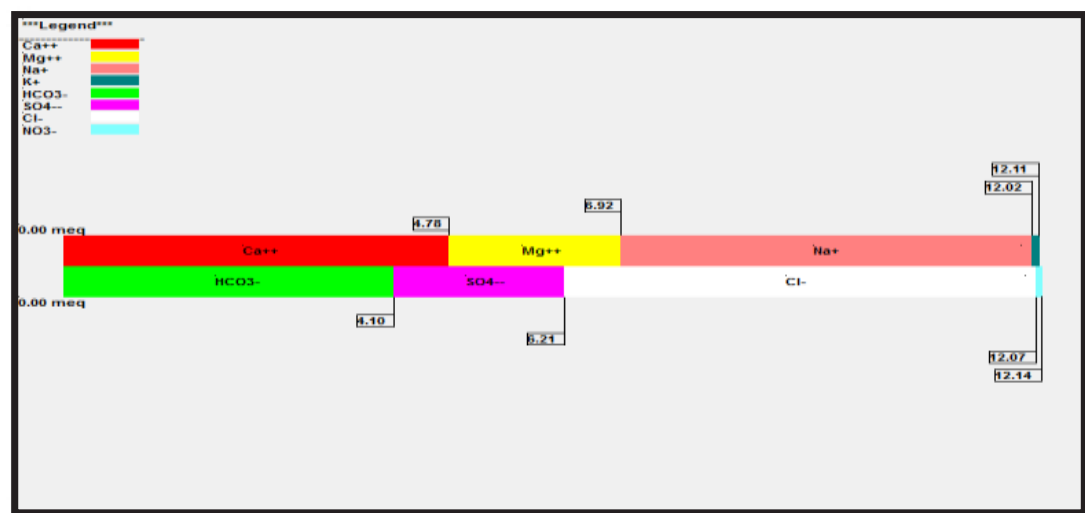 ***Legend***
Ca++
Mg++
Na+
K+
HCO3-
SO4--
Cl-
NO3-
12.11
12.02
6.92
4.78
0.00 meq
Ca++ Mg++ Na+
HCO3- SO4-- Cl-
0.00 meq
4.10
6.21
12.07
12.14